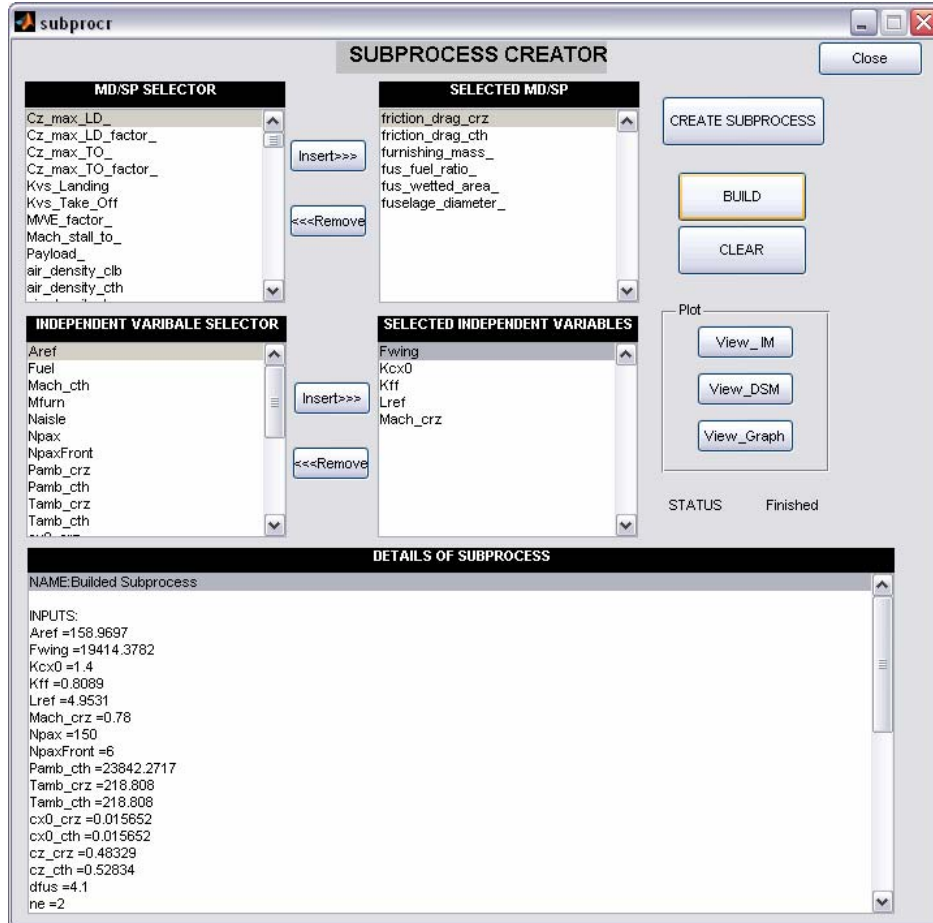 subprocr
SUBPROCESS CREATOR
Close
MD/SP SELECTOR
Cz_max_LD_
Cz_max_LD_factor_
Cz_max_TO_
Cz_max_TO_factor_
Kvs_Landing
Kvs_Take_Off
MWE_factor_
Mach_stall_to_
Payload_
air_density_clb
air_density_cth
Insert>>>
<<<Remove
SELECTED MD/SP
friction_drag_crz
friction_drag_cth
furnishing_mass_
fus_fuel_ratio_
fus_wetted_area_
fuselage_diameter_
CREATE SUBPROCESS
BUILD
CLEAR
INDEPENDENT VARIBALE SELECTOR
Aref
Fuel
Mach_cth
Mfurn
Naisle
Npax
NpaxFront
Pamb_crz
Pamb_cth
Tamb_crz
Tamb_cth
cx0_crz
Insert>>>
<<<Remove
SELECTED INDEPENDENT VARIABLES
Fwing
Kcx0
Kff
Lref
Mach_crz
Plot
View_IM
View_DSM
View_Graph
STATUS Finished
DETAILS OF SUBPROCESS
NAME:Builded Subprocess
INPUTS:
Aref =158.9697
Fwing =19414.3782
Kcx0 =1.4
Kff =0.8089
Lref =4.9531
Mach_crz =0.78
Npax =150
NpaxFront =6
Pamb_cth =23842.2717
Tamb_crz =218.808
Tamb_cth =218.808
cx0_crz =0.015652
cx0_cth =0.015652
cz_crz =0.48329
cz_cth =0.52834
dfus =4.1
ne =2